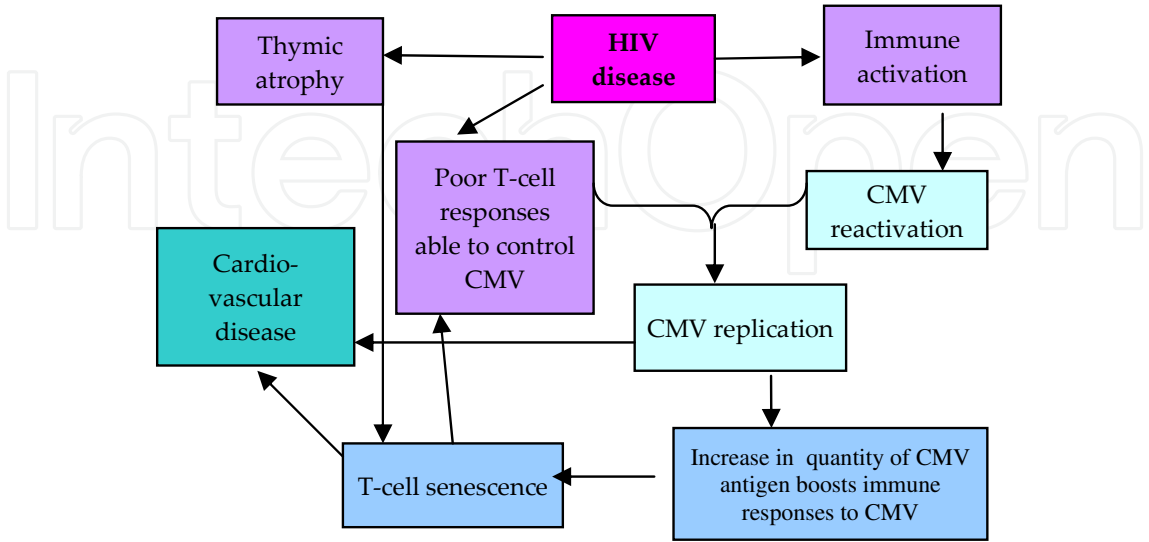 Thymic
atrophy
HIV
disease
Immune
activation
Poor T-cell
responses
able to control
CMV
CMV
reactivation
Cardio-
vascular
disease
CMV replication
T-cell senescence
Increase in quantity of CMV
antigen boosts immune
responses to CMV
IntechOpen